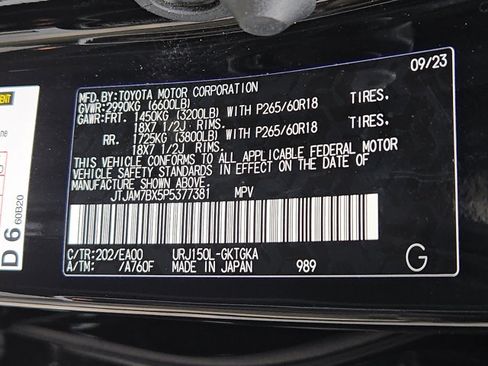 MFD.BY:TOYOTA MOTOR CORPORATION 09/23
GVWR:2990KG (6600LB)
GAWR:FRT. 1450KG (3200LB) WITH P265/60R18 TIRES.
18X7 1/2J RIMS.
RR. 1725KG (3800LB) WITH P265/60R18 TIRES.
18X7 1/2J RIMS.
THIS VEHICLE CONFORMS TO ALL APPLICABLE FEDERAL MOTOR
VEHICLE SAFETY STANDARDS IN EFFECT ON THE DATE OF
MANUFACTURE SHOWN ABOVE.
JTJAM7BX5P5377381 MPV
C/TR:202/EA00 URJ150L-GKTGKA
A/TM: /A760F MADE IN JAPAN 989 G
D 6 60B20